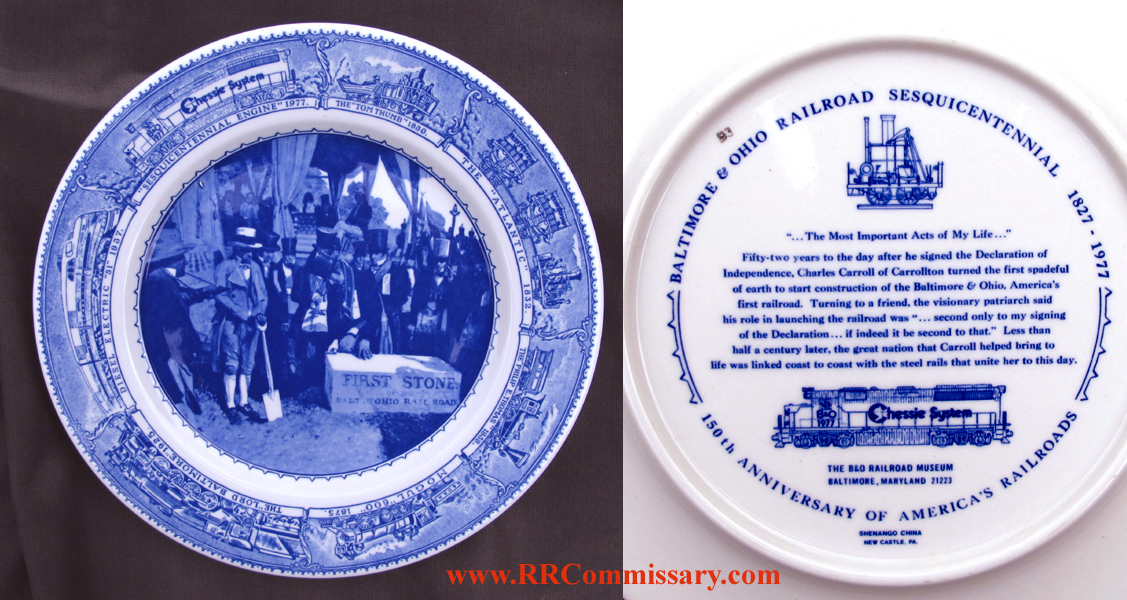 Chessie System
"SESQUICENTENNIAL ENGINE" 1977.
THE "TOM THUMB" 1830.
THE "ATLANTIC" 1832.
THE PHILIP E. THOMAS 1838.
MOGUL "600" 1875.
THE "LORD BALTIMORE" 1935.
DIESEL ELECTRIC "51" 1937.
FIRST STONE
BALT. & OHIO RAIL ROAD
BALTIMORE & OHIO RAILROAD SESQUICENTENNIAL 1827 - 1977
"...The Most Important Acts of My Life..."
Fifty-two years to the day after he signed the Declaration of
Independence, Charles Carroll of Carrollton turned the first spadeful
of earth to start construction of the Baltimore & Ohio, America's
first railroad. Turning to a friend, the visionary patriarch said
his role in launching the railroad was "... second only to my signing
of the Declaration... if indeed it be second to that." Less than
half a century later, the great nation that Carroll helped bring to
life was linked coast to coast with the steel rails that unite her to this day.
B&O
1977
Chessie System
THE B&O RAILROAD MUSEUM
BALTIMORE, MARYLAND 21223
150th ANNIVERSARY OF AMERICA'S RAILROADS
SHENANGO CHINA
NEW CASTLE, PA.
www.RRCommissary.com